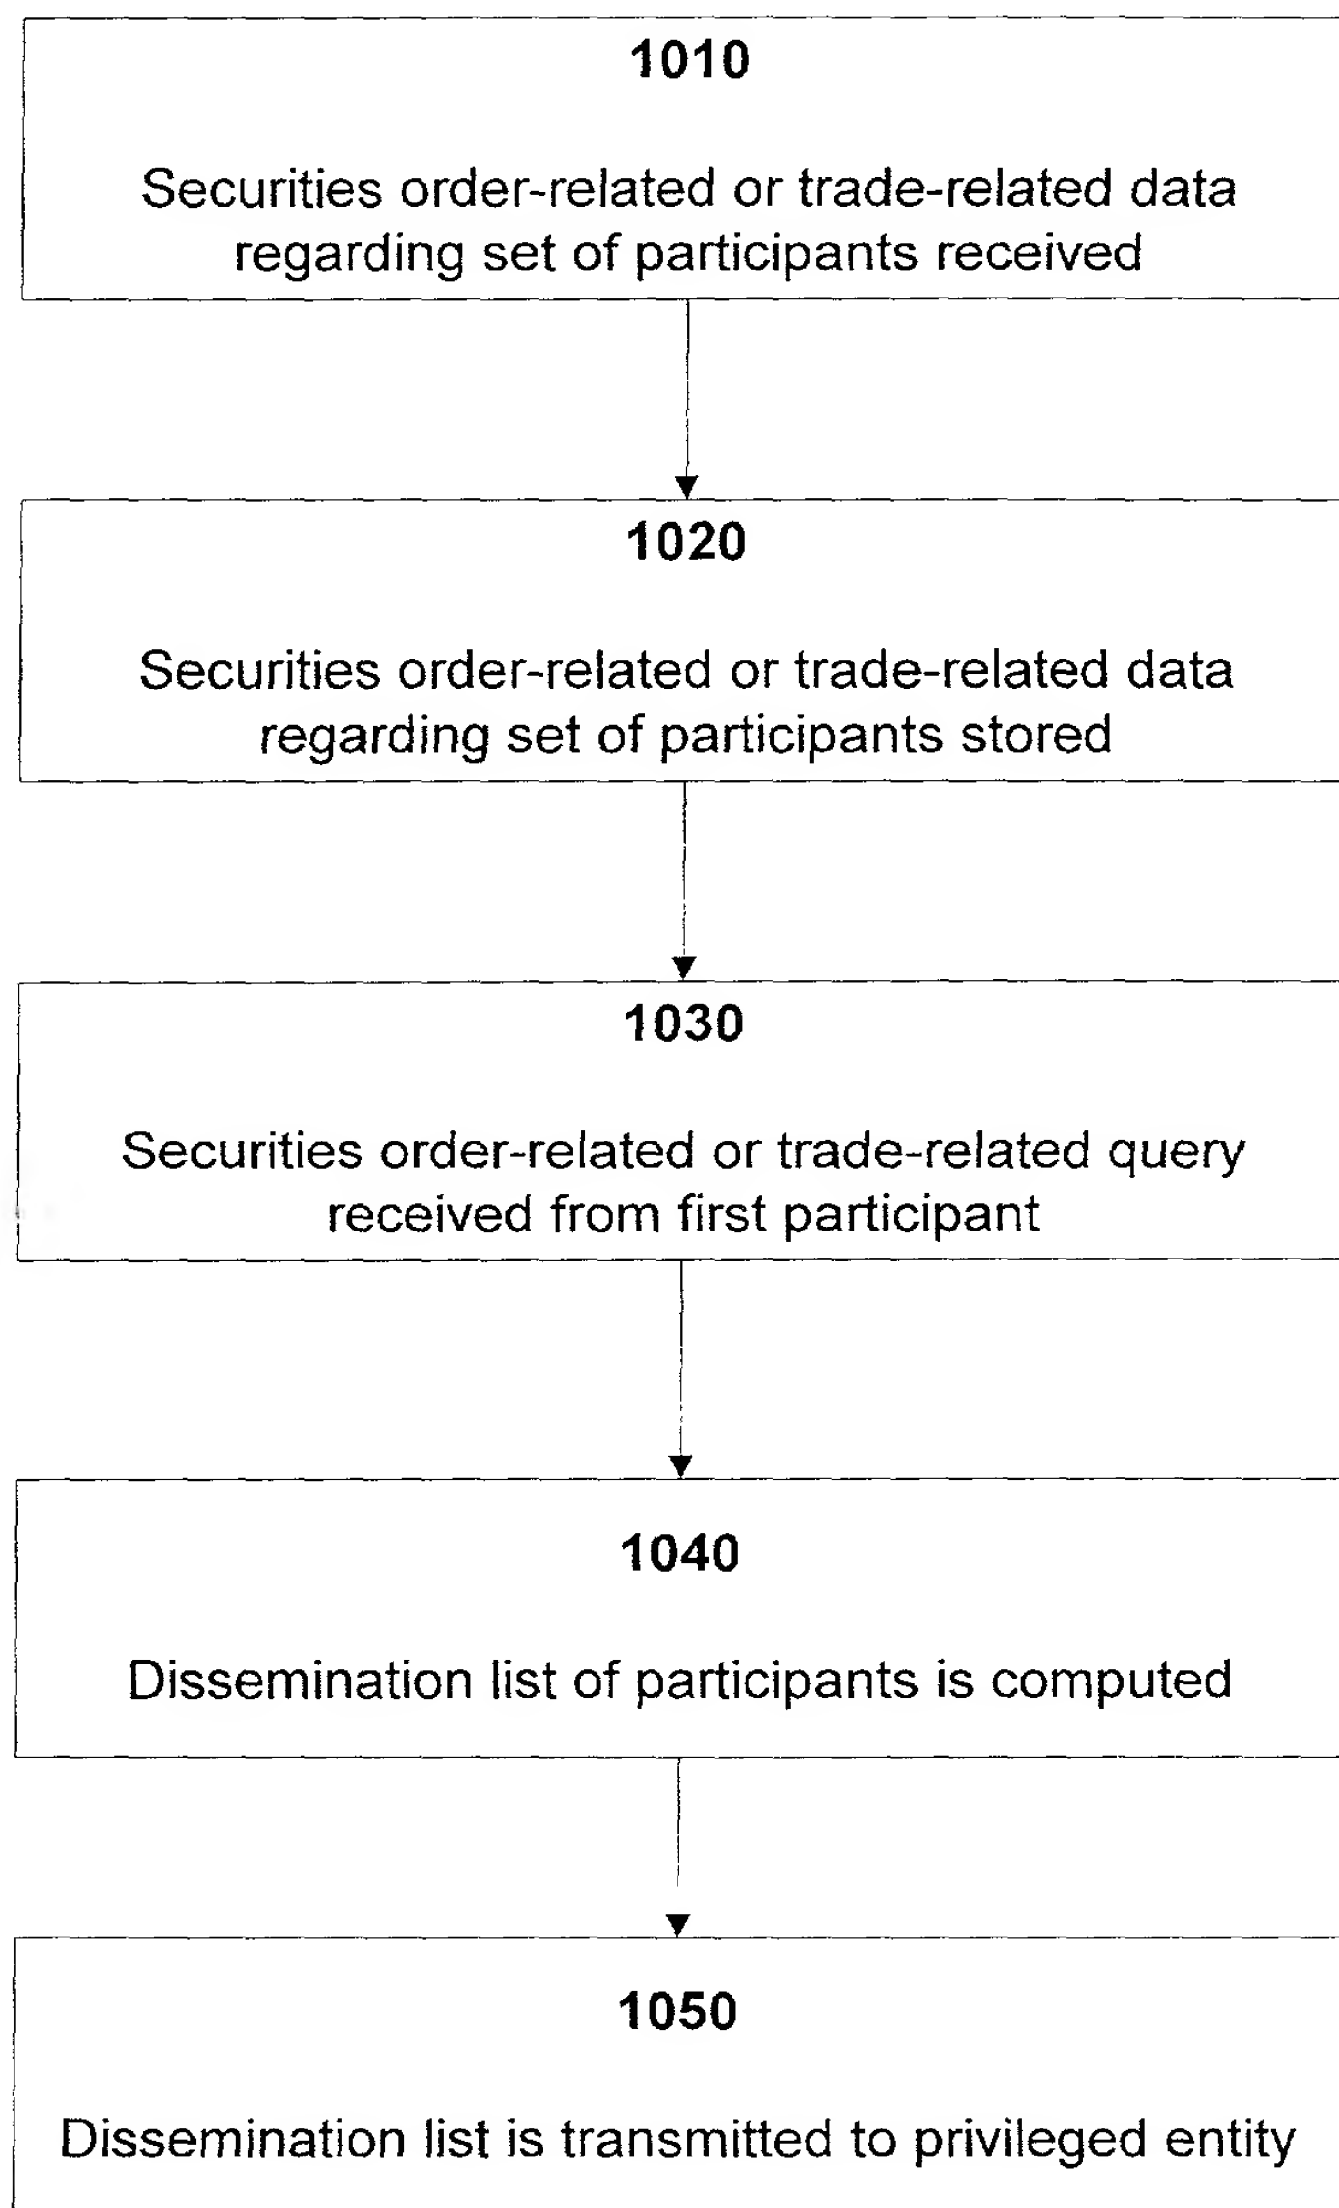 1010
Securities order-related or trade-related data
regarding set of participants received
1020
Securities order-related or trade-related data
regarding set of participants stored
1030
Securities order-related or trade-related query
received from first participant
1040
Dissemination list of participants is computed
1050
Dissemination list is transmitted to privileged entity